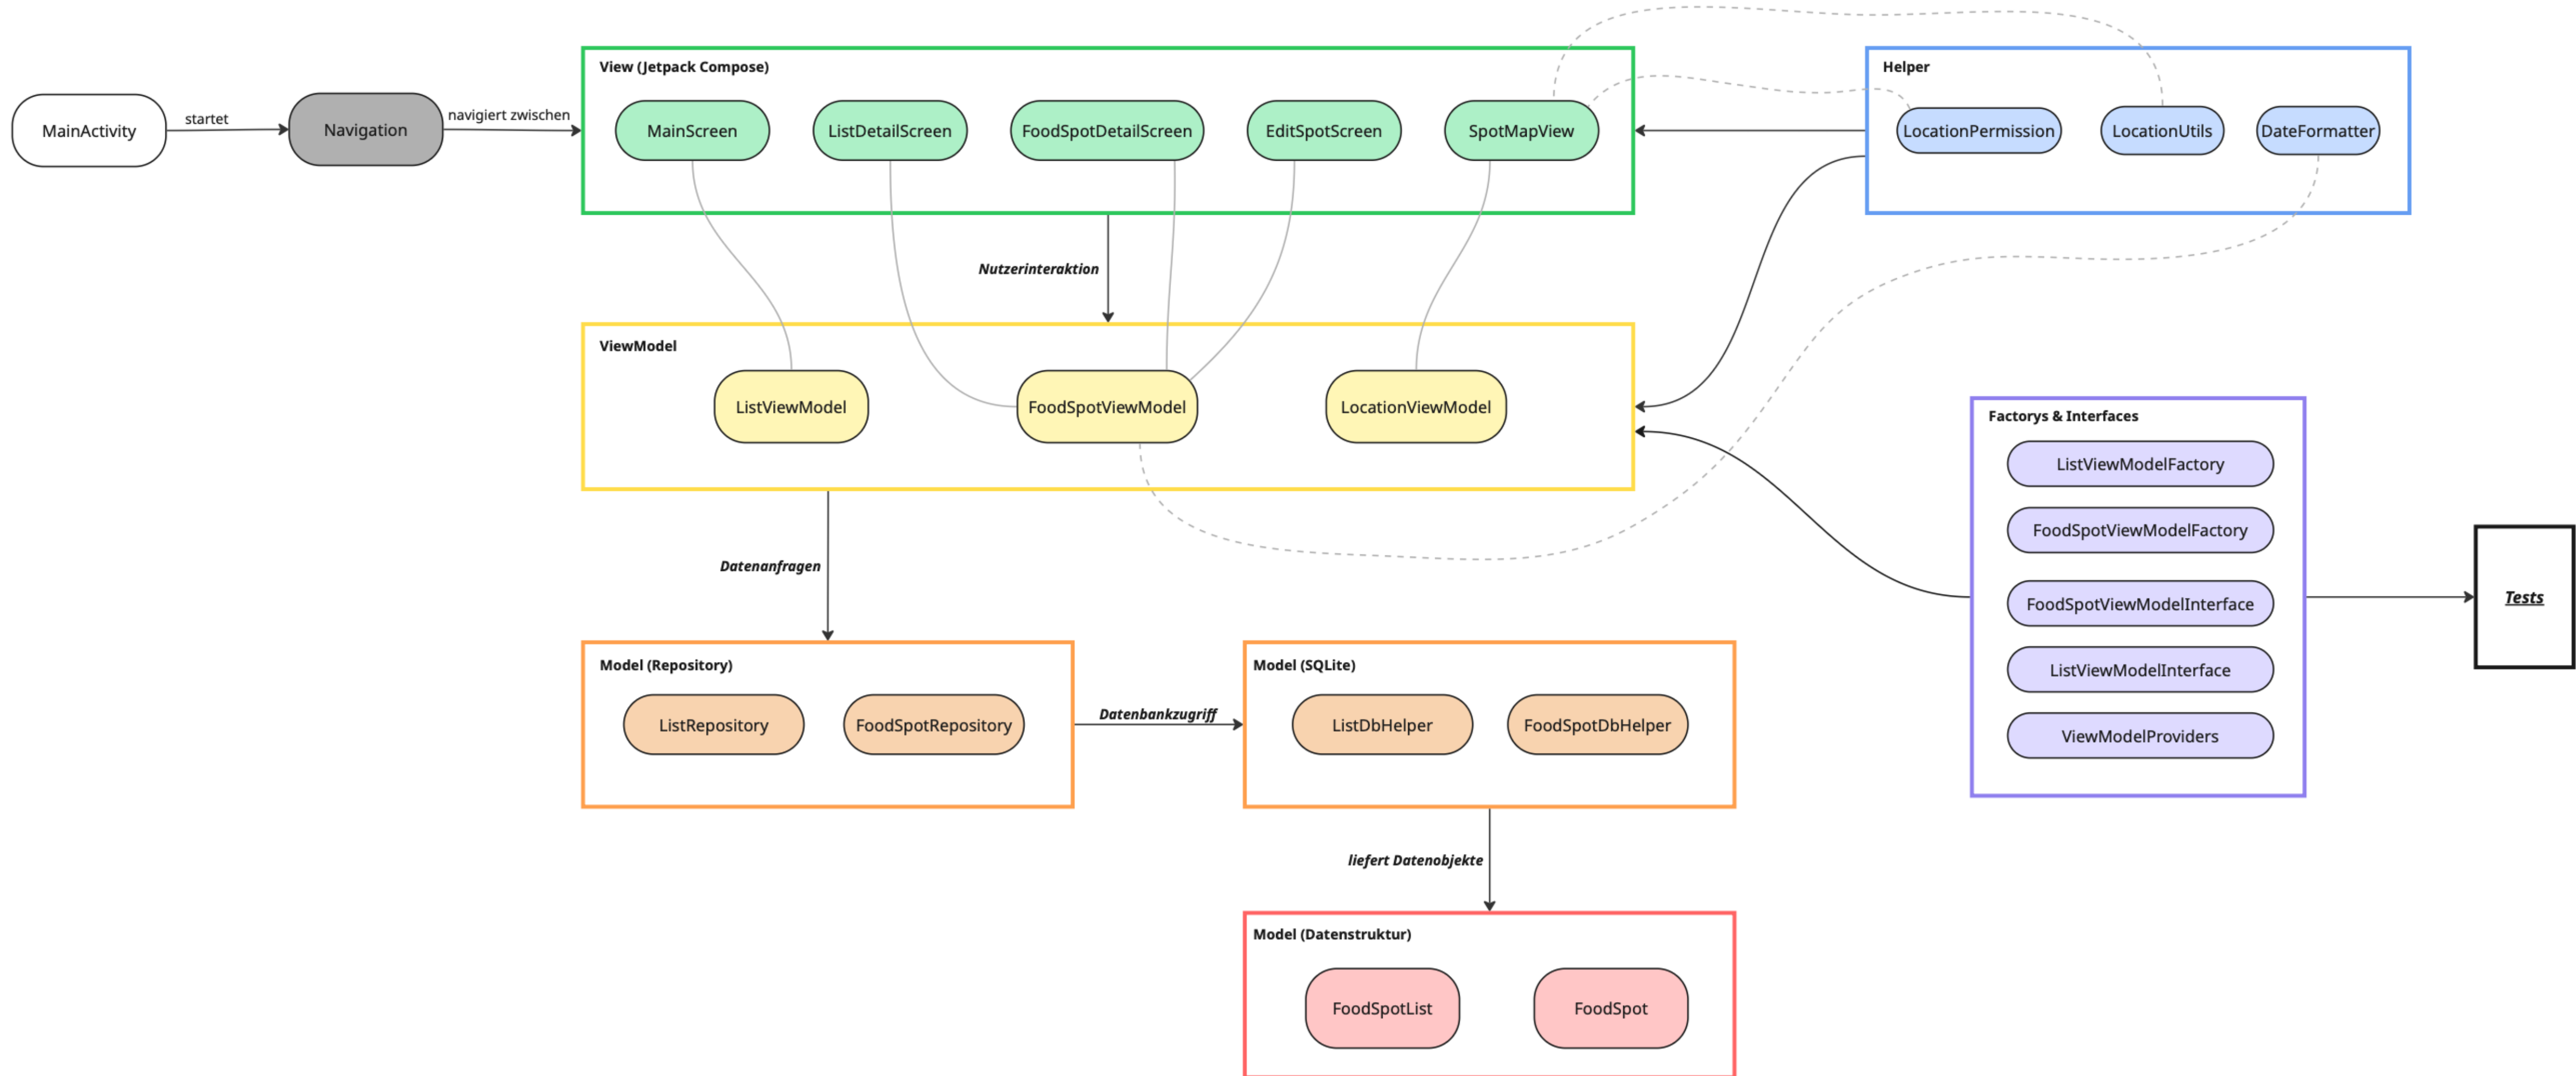 View (Jetpack Compose)
Helper
MainActivity
startet
Navigation
navigiert zwischen
MainScreen
ListDetailScreen
FoodSpotDetailScreen
EditSpotScreen
SpotMapView
LocationPermission
LocationUtils
DateFormatter
Nutzerinteraktion
ViewModel
ListViewModel
FoodSpotViewModel
LocationViewModel
Factorys & Interfaces
ListViewModelFactory
FoodSpotViewModelFactory
FoodSpotViewModelInterface
ListViewModelInterface
ViewModelProviders
Tests
Datenanfragen
Model (Repository)
ListRepository
FoodSpotRepository
Datenbankzugriff
Model (SQLite)
ListDbHelper
FoodSpotDbHelper
liefert Datenobjekte
Model (Datenstruktur)
FoodSpotList
FoodSpot